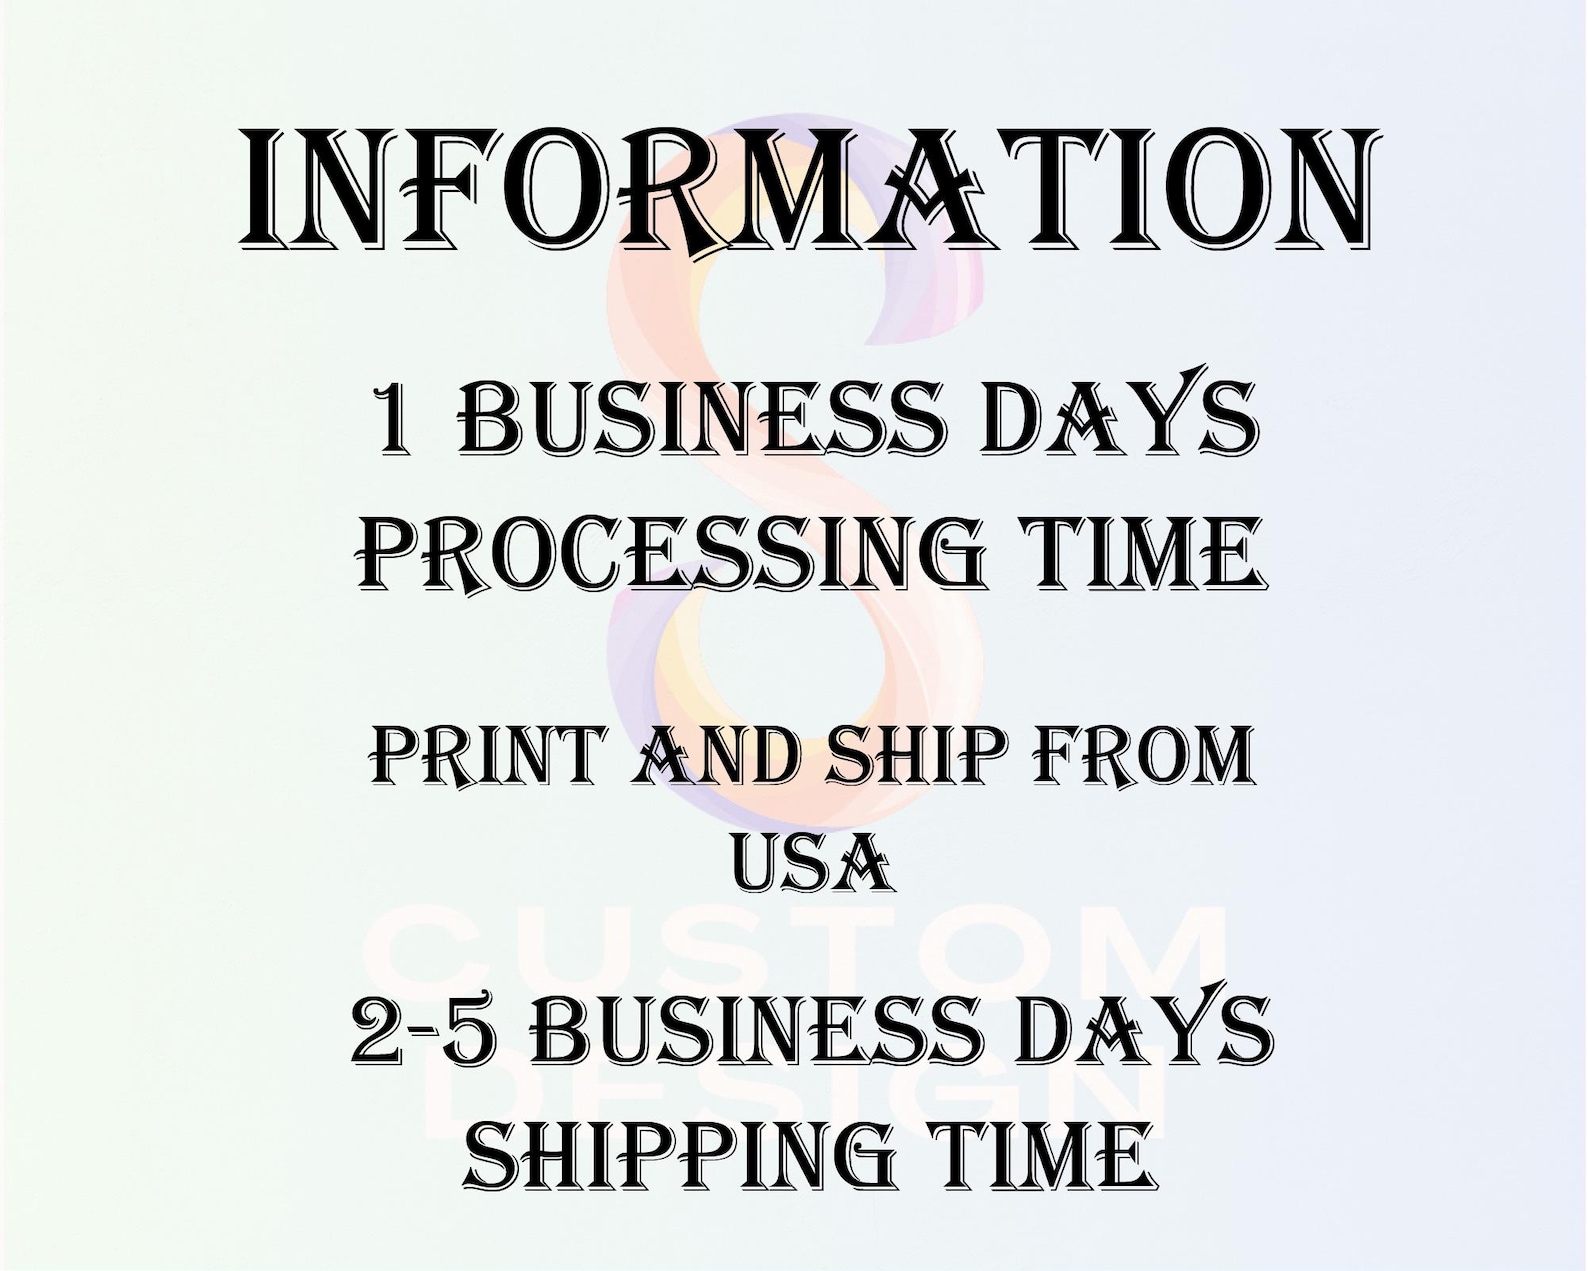 INFORMATION
1 BUSINESS DAYS
PROCESSING TIME
PRINT AND SHIP FROM
USA
CUSTOM
2-5 BUSINESS DAYS
DESIGN
SHIPPING TIME